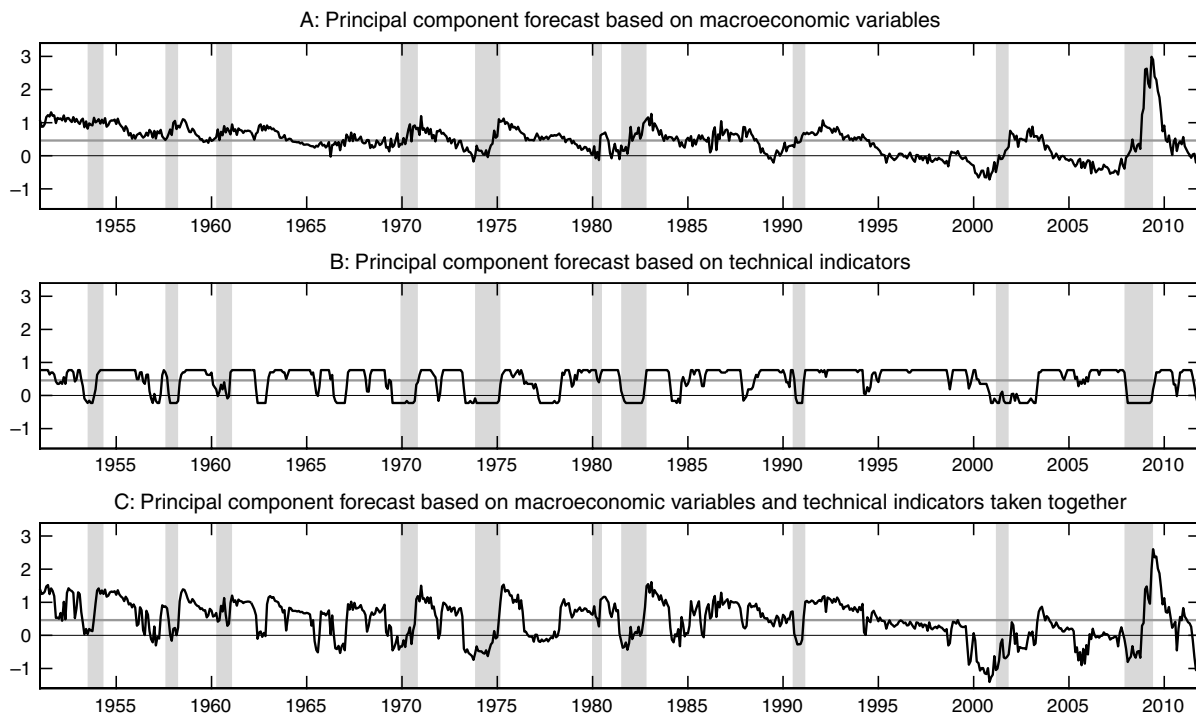 A: Principal component forecast based on macroeconomic variables
3
2
1
0
−1
1955 1960 1965 1970 1975 1980 1985 1990 1995 2000 2005 2010
B: Principal component forecast based on technical indicators
3
2
1
0
−1
1955 1960 1965 1970 1975 1980 1985 1990 1995 2000 2005 2010
C: Principal component forecast based on macroeconomic variables and technical indicators taken together
3
2
1
0
−1
1955 1960 1965 1970 1975 1980 1985 1990 1995 2000 2005 2010